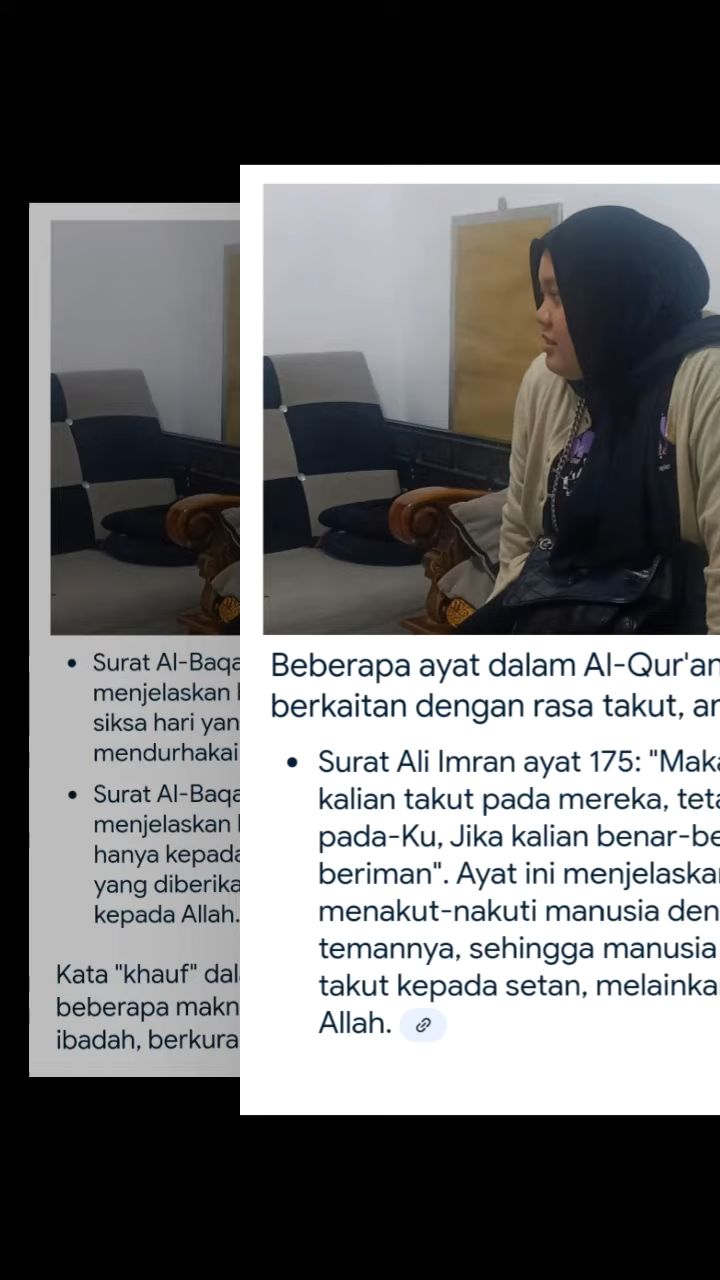 Surat Al-Baqa
menjelaskan
siksa hari yan
mendurhakai
Surat Al-Baqa
menjelaskan
hanya kepada
yang diberika
kepada Allah.
Kata "khauf" dal
beberapa makn
ibadah, berkura
Beberapa ayat dalam Al-Qur'an
berkaitan dengan rasa takut, an
Surat Ali Imran ayat 175: "Maka
kalian takut pada mereka, teta
pada-Ku, Jika kalian benar-be
beriman". Ayat ini menjelaskan
menakut-nakuti manusia den
temannya, sehingga manusia
takut kepada setan, melainka
Allah.